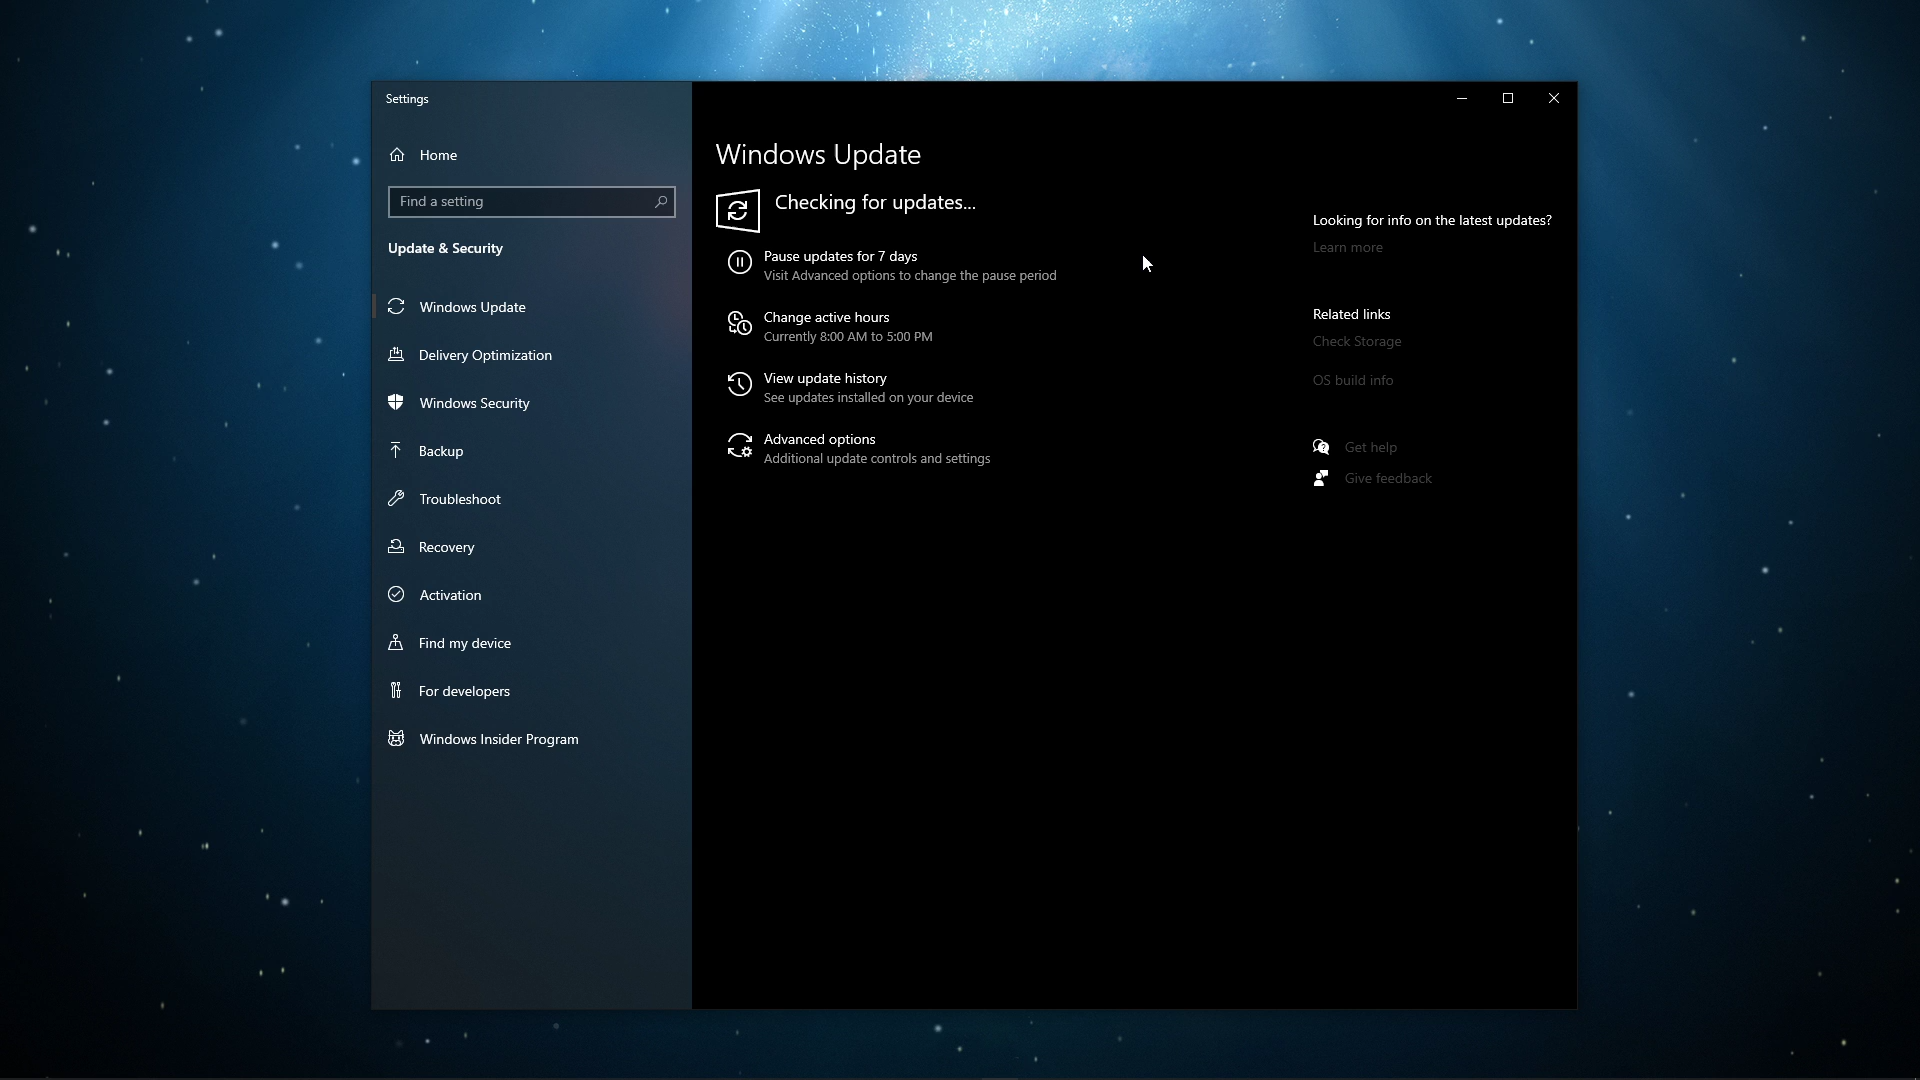 Settings
Home
Find a setting
Update & Security
Windows Update
Delivery Optimization
Windows Security
Backup
Troubleshoot
Recovery
Activation
Find my device
For developers
Windows Insider Program
Windows Update
Checking for updates...
Pause updates for 7 days
Visit Advanced options to change the pause period
Change active hours
Currently 8:00 AM to 5:00 PM
View update history
See updates installed on your device
Advanced options
Additional update controls and settings
Looking for info on the latest updates?
Learn more
Related links
Check Storage
OS build info
Get help
Give feedback